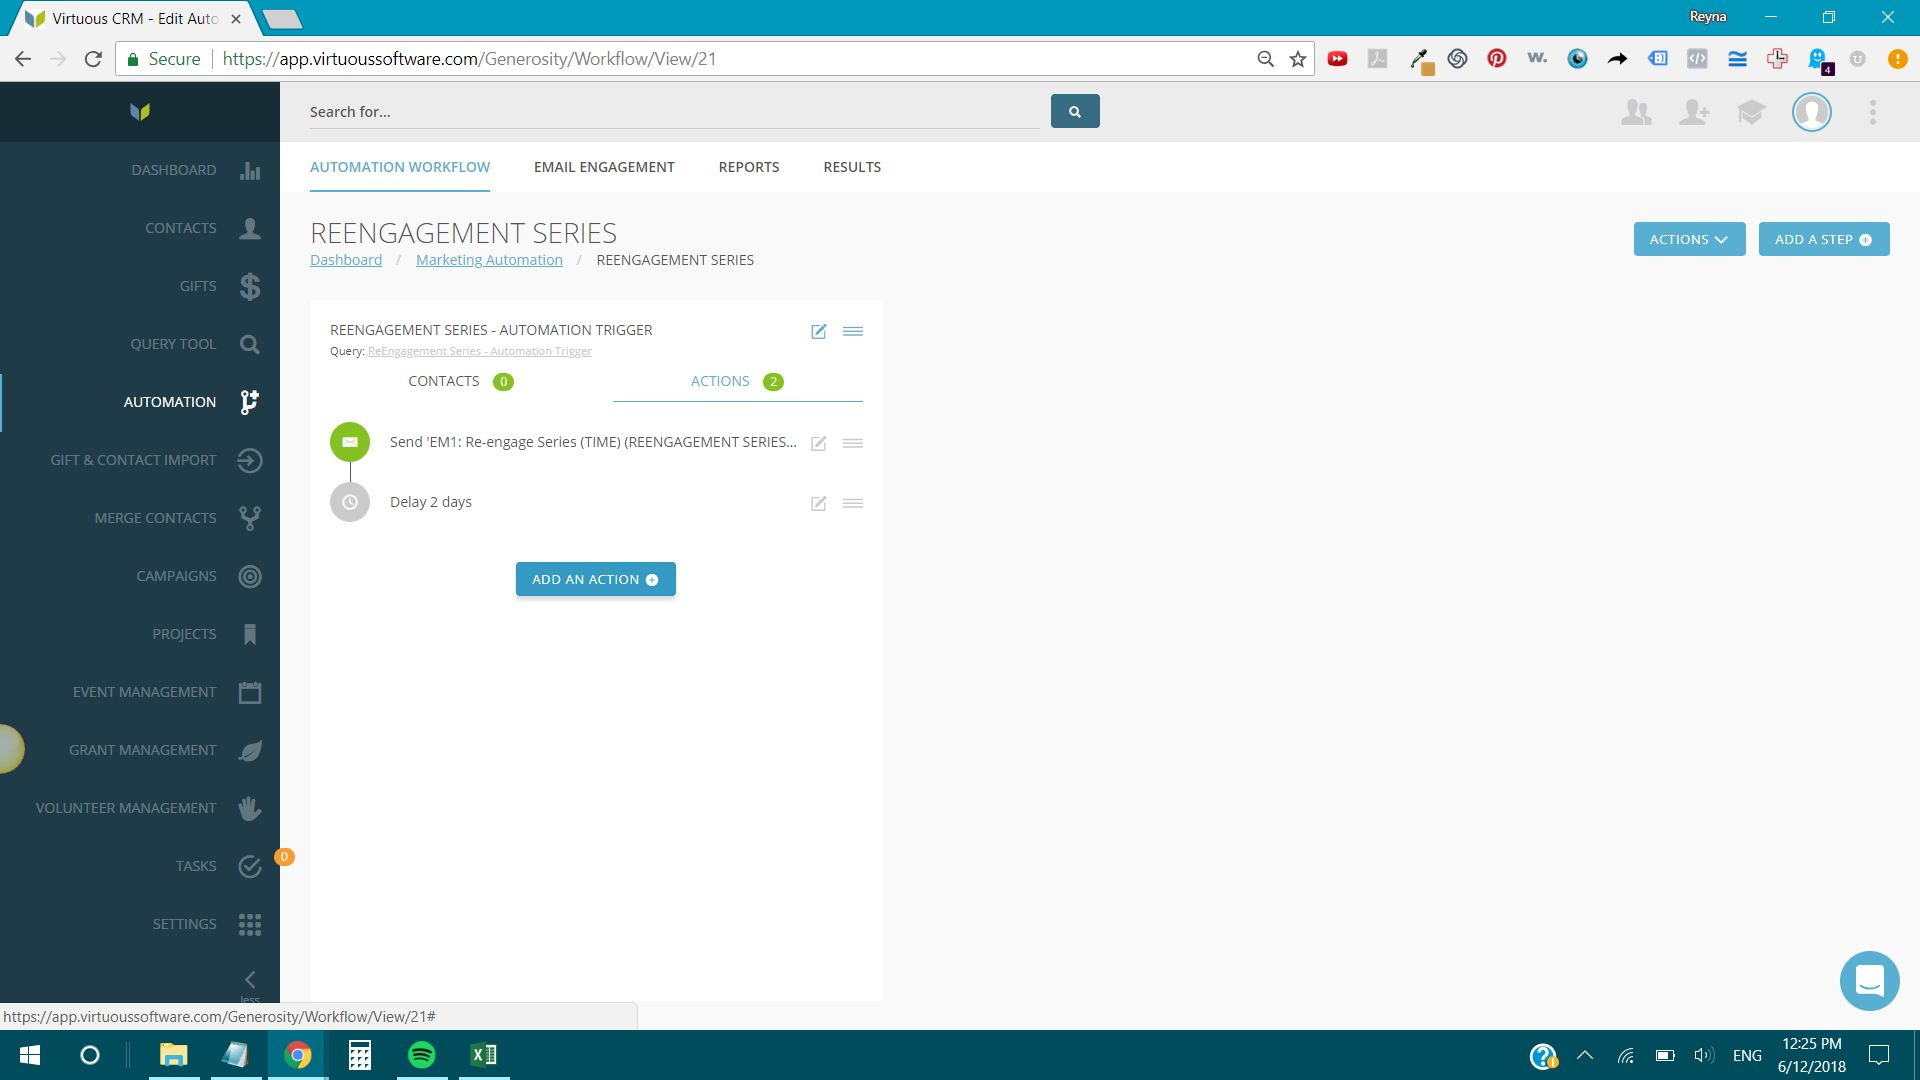 Virtuous CRM - Edit Auto
Reyna
Secure
https://app.virtuoussoftware.com/Generosity/Workflow/View/21
w.
4
Search for...
DASHBOARD
CONTACTS
GIFTS
QUERY TOOL
AUTOMATION
GIFT & CONTACT IMPORT
MERGE CONTACTS
CAMPAIGNS
PROJECTS
EVENT MANAGEMENT
GRANT MANAGEMENT
VOLUNTEER MANAGEMENT
TASKS
0
SETTINGS
less
AUTOMATION WORKFLOW
EMAIL ENGAGEMENT
REPORTS
RESULTS
REENGAGEMENT SERIES
Dashboard / Marketing Automation / REENGAGEMENT SERIES
ACTIONS
ADD A STEP
REENGAGEMENT SERIES - AUTOMATION TRIGGER
Query: ReEngagement Series - Automation Trigger
CONTACTS 0
ACTIONS 2
Send 'EM1: Re-engage Series (TIME) (REENGAGEMENT SERIES...
Delay 2 days
ADD AN ACTION
https://app.virtuoussoftware.com/Generosity/Workflow/View/21#
ENG
12:25 PM
6/12/2018